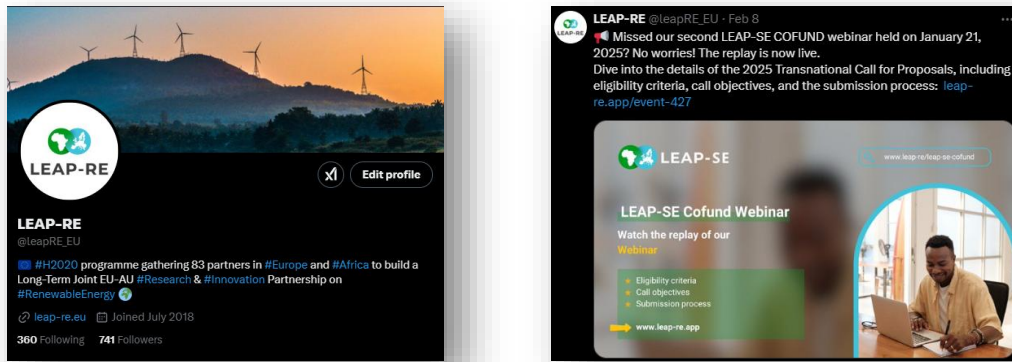 LEAP-RE
Edit profile
LEAP-RE
@leapRE_EU
#H2020 programme gathering 83 partners in #Europe and #Africa to build a
Long-Term Joint EU-AU #Research & #Innovation Partnership on
#RenewableEnergy
leap-re.eu Joined July 2018
360 Following 741 Followers
LEAP-RE
LEAP-RE @leapRE_EU · Feb 8
Missed our second LEAP-SE COFUND webinar held on January 21,
2025? No worries! The replay is now live.
Dive into the details of the 2025 Transnational Call for Proposals, including
eligibility criteria, call objectives, and the submission process: leap-
re.app/event-427
LEAP-SE
www.leap-re/leap-se-cofund
LEAP-SE Cofund Webinar
Watch the replay of our
Webinar
Eligibility criteria
Call objectives
Submission process
www.leap-re.app